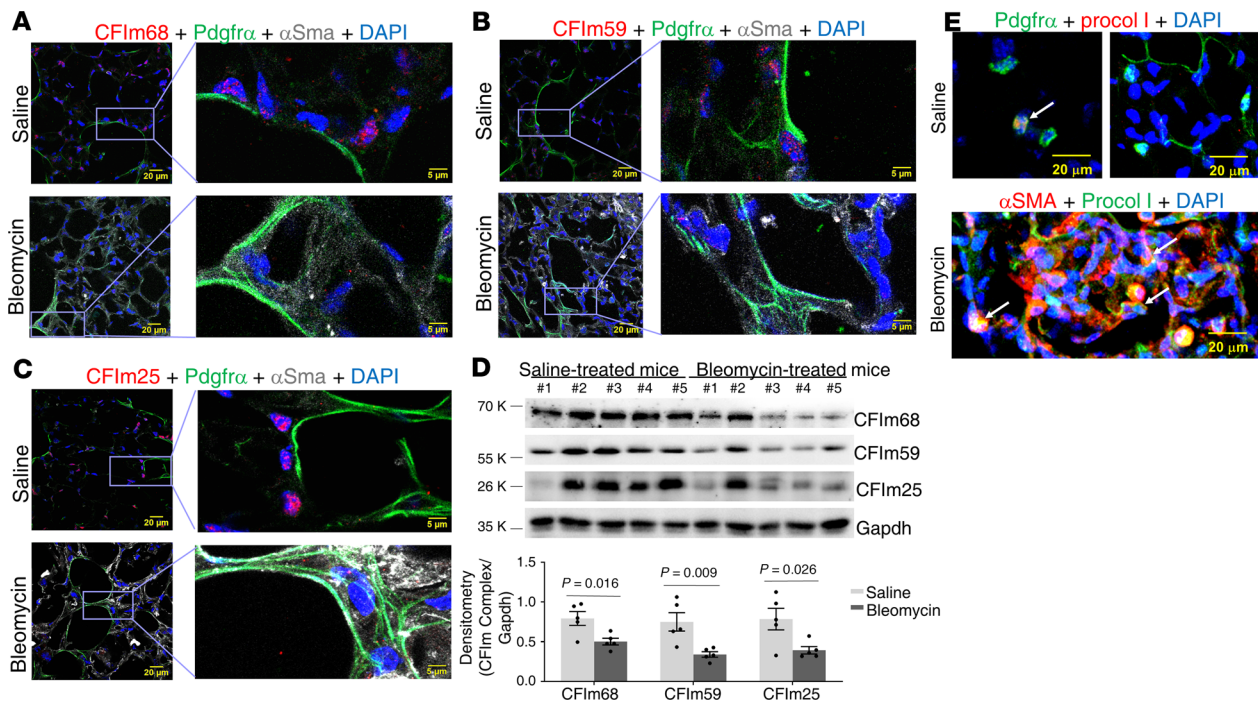 A
CFIm68 + Pdgfrα + αSma + DAPI
Saline
20 µm
5 µm
Bleomycin
20 µm
5 µm
B
CFIm59 + Pdgfrα + αSma + DAPI
Saline
20 µm
5 µm
Bleomycin
20 µm
5 µm
E
Pdgfrα + procol I + DAPI
Saline
20 µm
20 µm
αSMA + Procol I + DAPI
Bleomycin
20 µm
C
CFIm25 + Pdgfrα + αSma + DAPI
Saline
20 µm
5 µm
Bleomycin
20 µm
5 µm
D
Saline-treated mice Bleomycin-treated mice
#1 #2 #3 #4 #5 #1 #2 #3 #4 #5
70 K CFIm68
55 K CFIm59
26 K CFIm25
35 K Gapdh
Densitometry
(CFIm Complex/
Gapdh)
1.5
1.0
0.5
0.0
P = 0.016
P = 0.009
P = 0.026
Saline
Bleomycin
CFIm68 CFIm59 CFIm25